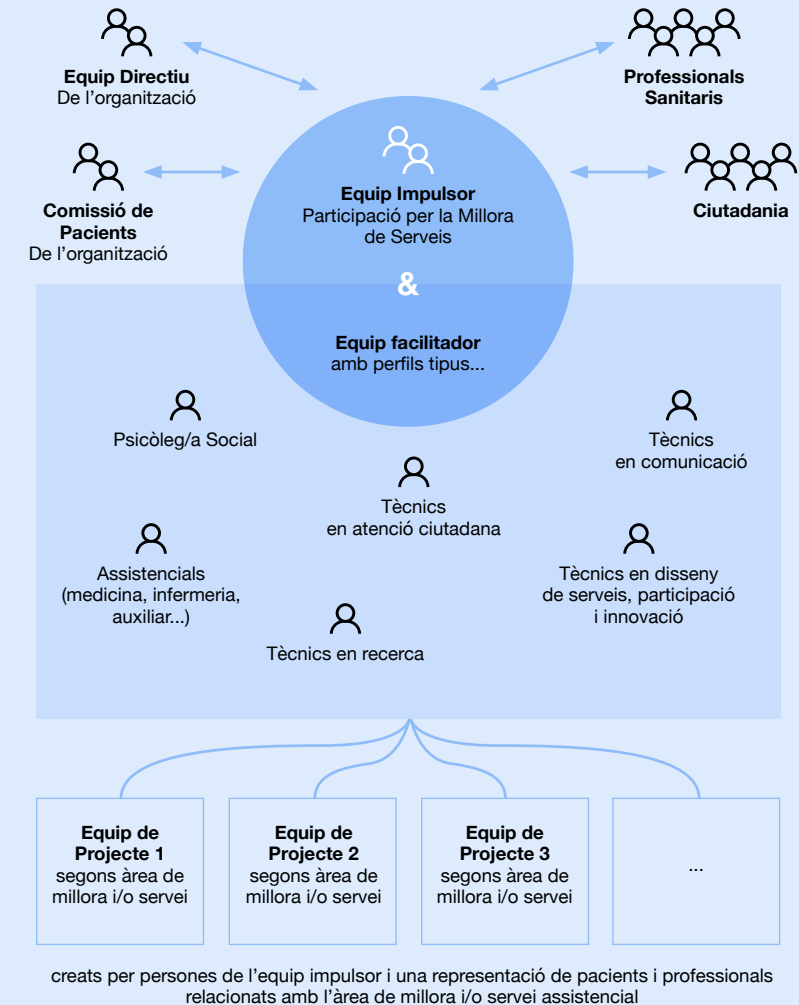 Equip Directiu
De l’organització
Professionals
Sanitaris
Comissió de
Pacients
De l’organització
Equip Impulsor
Participació per la Millora
de Serveis
Ciutadania
&
Equip facilitador
amb perfils tipus...
Psicòleg/a Social
Tècnics
en comunicació
Tècnics
en atenció ciutadana
Assistencials
(medicina, infermeria,
auxiliar...)
Tècnics en disseny
de serveis, participació
i innovació
Tècnics en recerca
Equip de
Projecte 1
segons àrea de
millora i/o servei
Equip de
Projecte 2
segons àrea de
millora i/o servei
Equip de
Projecte 3
segons àrea de
millora i/o servei
...
creats per persones de l’equip impulsor i una representació de pacients i professionals
relacionats amb l’àrea de millora i/o servei assistencial